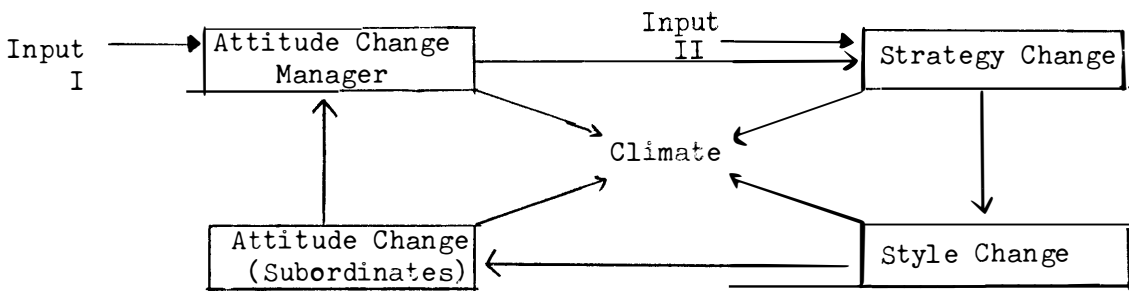 Input
I
Attitude Change
Manager
Input
II
Strategy Change
Climate
Attitude Change
(Subordinates)
Style Change